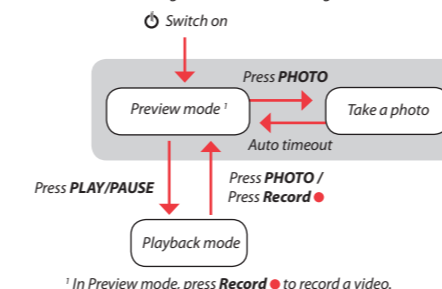 Switch on
Press PHOTO
Preview mode 1
Take a photo
Auto timeout
Press PLAY/PAUSE
Press PHOTO /
Press Record
Playback mode
1 In Preview mode, press Record to record a video.